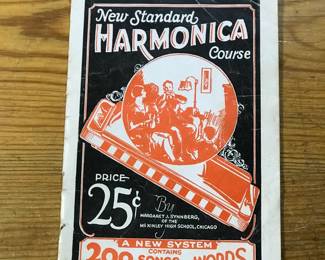 New Standard
HARMONICA
Course
PRICE
25¢
By
MARGARET J. SYNNBERG,
OF THE
McKINLEY HIGH SCHOOL, CHICAGO
A NEW SYSTEM
CONTAINS
200 SONGS WORDS